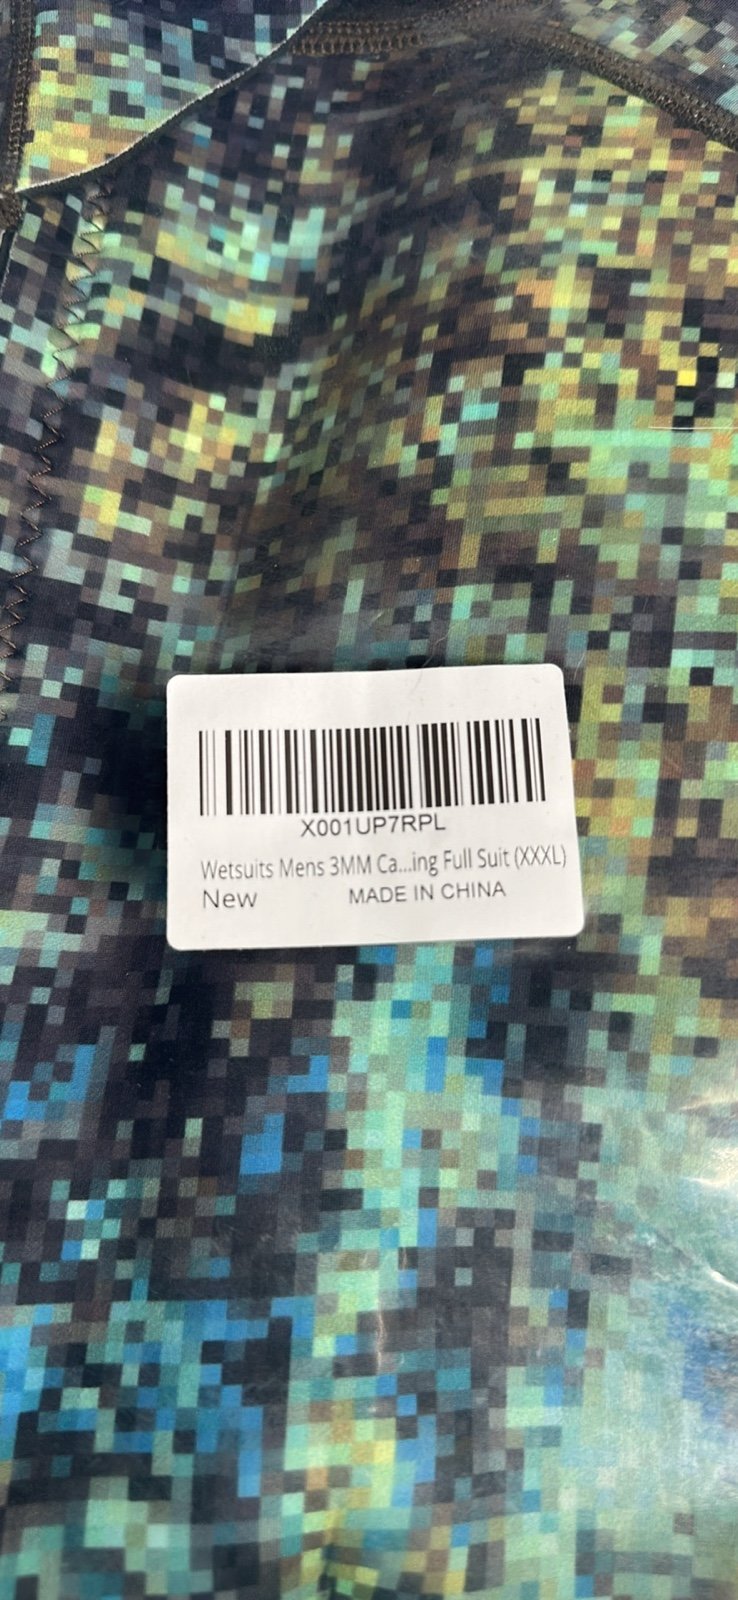 X001UP7RPL
Wetsuits Mens 3MM Ca...ing Full Suit (XXXL)
New MADE IN CHINA